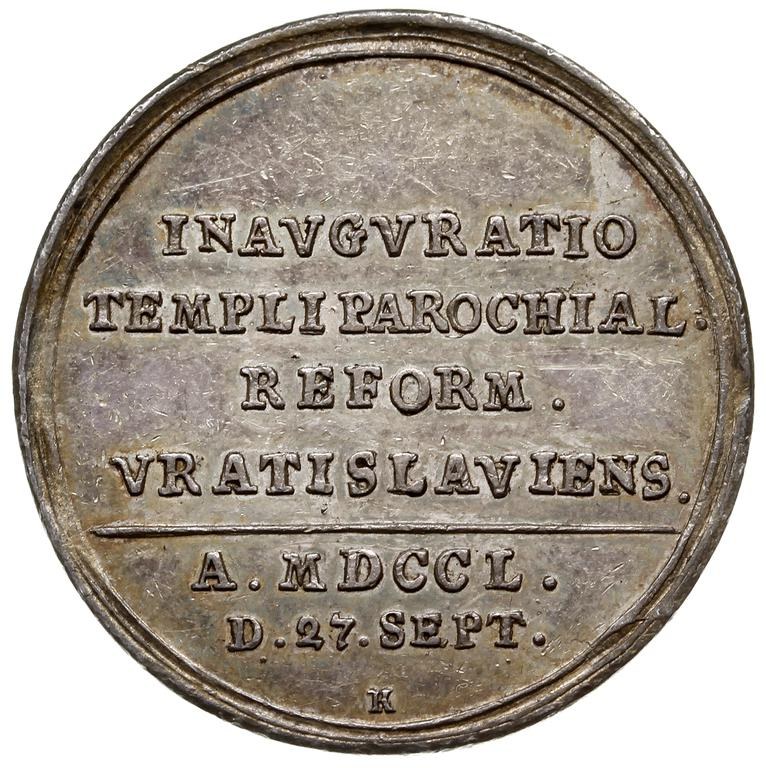 INAVGVRATIO
TEMPLI PAROCHIAL.
REFORM.
VRATISLAVIENS.
A. MDCCL.
D. 27. SEPT.
K